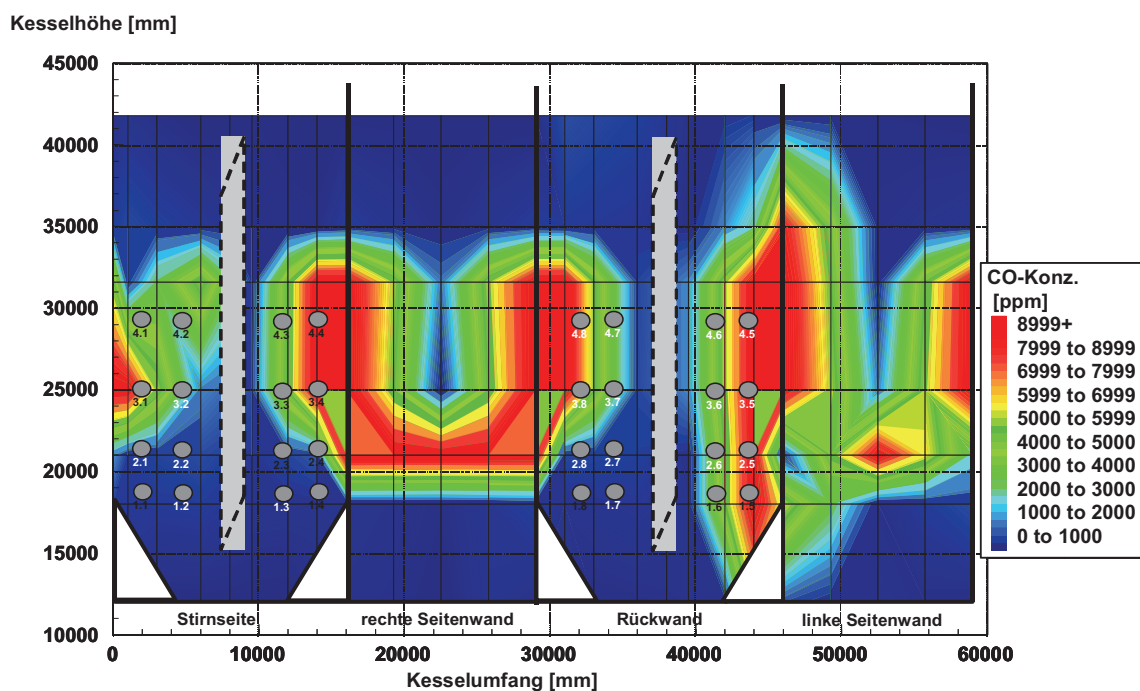 Kesselhöhe [mm]
45000
40000
35000
30000
25000
20000
15000
10000
4.1 4.2 4.3 4.4 4.8 4.7 4.6 4.5
3.1 3.2 3.3 3.4 3.8 3.7 3.6 3.5
2.1 2.2 2.3 2.4 2.8 2.7 2.6 2.5
1.1 1.2 1.3 1.4 1.8 1.7 1.6 1.5
Stirnseite rechte Seitenwand Rückwand linke Seitenwand
0 10000 20000 30000 40000 50000 60000
Kesselumfang [mm]
CO-Konz.
[ppm]
8999+
7999 to 8999
6999 to 7999
5999 to 6999
5000 to 5999
4000 to 5000
3000 to 4000
2000 to 3000
1000 to 2000
0 to 1000